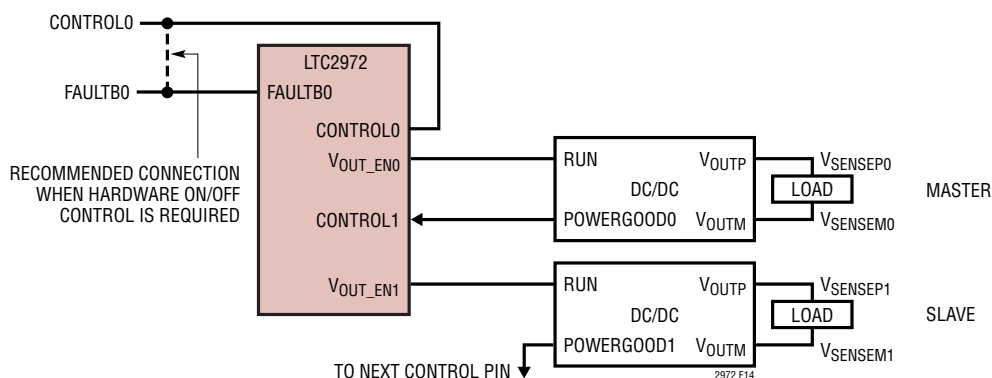 CONTROL0
FAULTB0
RECOMMENDED CONNECTION
WHEN HARDWARE ON/OFF
CONTROL IS REQUIRED
LTC2972
FAULTB0
CONTROL0
VOUT_EN0
CONTROL1
VOUT_EN1
RUN
VOUTP
DC/DC
POWERGOOD0
VOUTM
VSENSEP0
LOAD
VSENSEM0
MASTER
RUN
VOUTP
DC/DC
POWERGOOD1
VOUTM
VSENSEP1
LOAD
VSENSEM1
SLAVE
TO NEXT CONTROL PIN
2972 F14